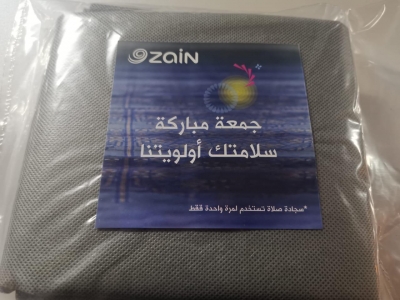 zain
جمعة مباركة
سلامتك أولويتنا
*سجادة صلاة تستخدم لمرة واحدة فقط